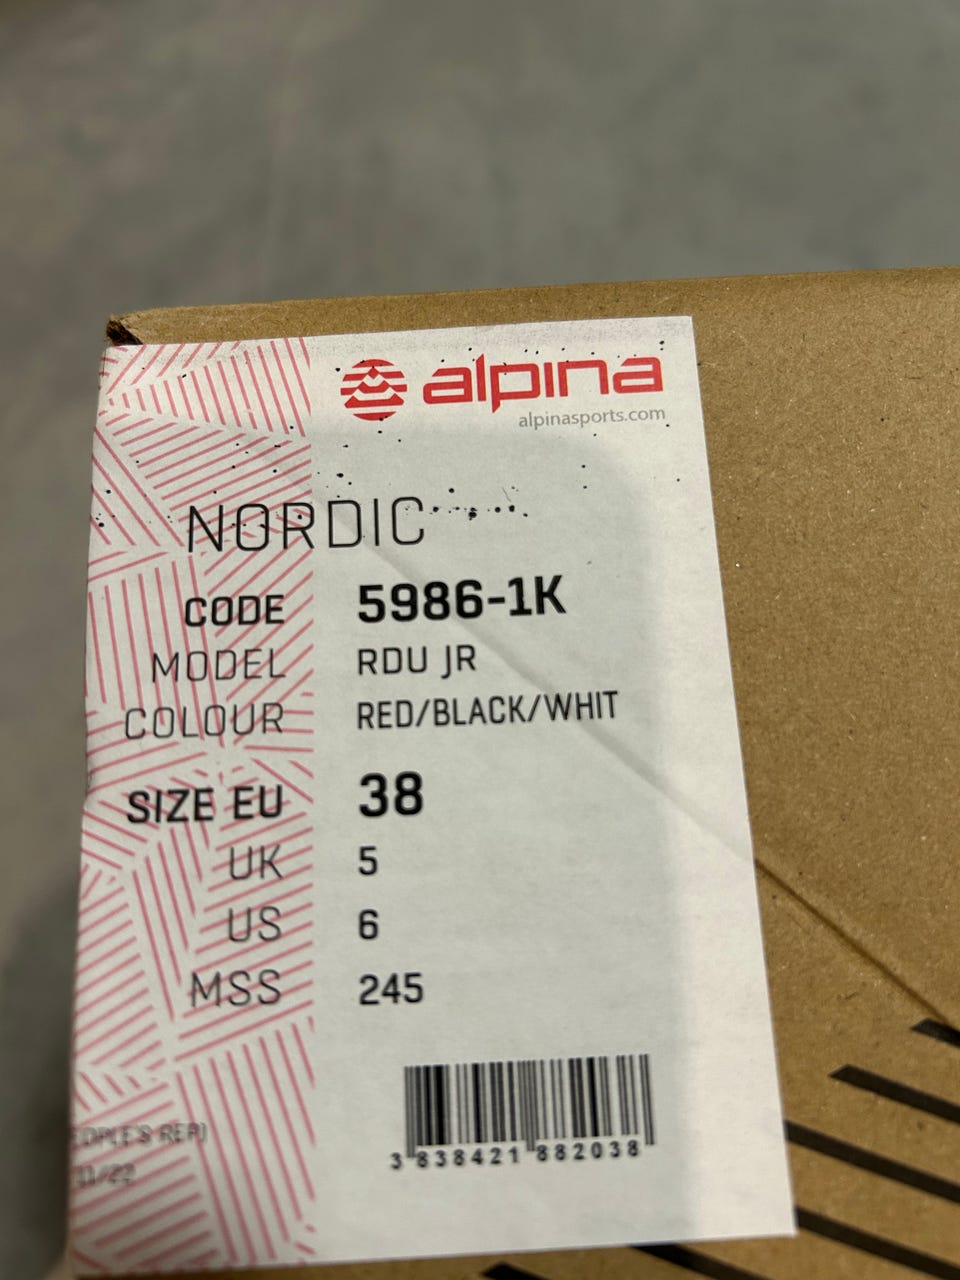 alpina
alpinasports.com
NORDIC
CODE 5986-1K
MODEL RDU JR
COLOUR RED/BLACK/WHIT
SIZE EU 38
UK 5
US 6
MSS 245
3 838421 882038
REP)